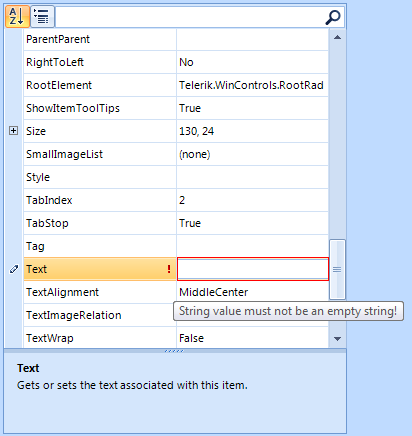 A
Z
ParentParent
RightToLeft No
RootElement Telerik.WinControls.RootRad
ShowItemToolTips True
Size 130, 24
SmallImageList (none)
Style
TabIndex 2
TabStop True
Tag
Text !
TextAlignment MiddleCenter
TextImageRelation
String value must not be an empty string!
TextWrap False
Text
Gets or sets the text associated with this item.